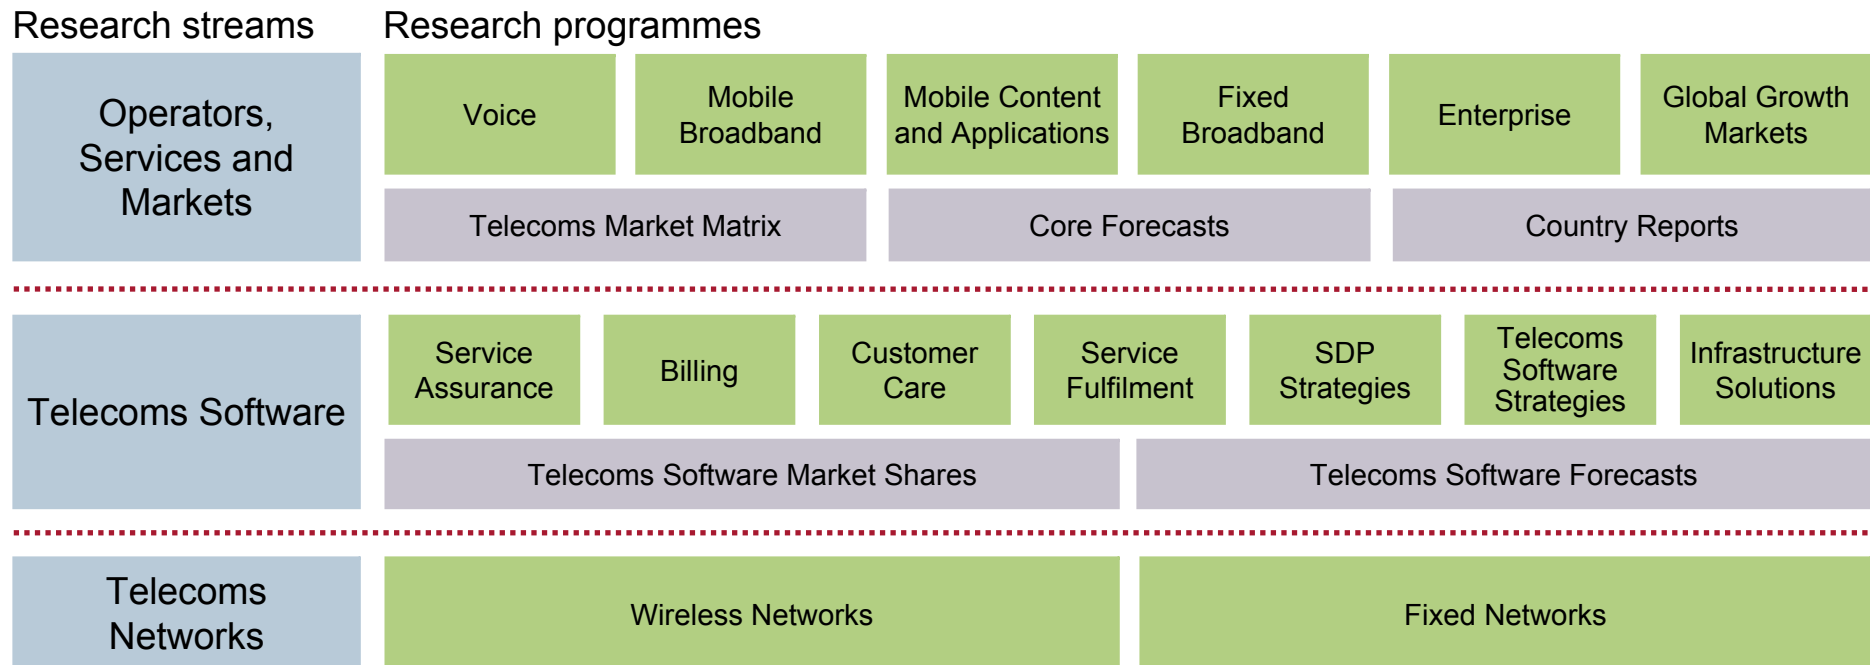 Research streams
Research programmes
Operators,
Services and
Markets
Voice
Mobile
Broadband
Mobile Content
and Applications
Fixed
Broadband
Enterprise
Global Growth
Markets
Telecoms Market Matrix
Core Forecasts
Country Reports
Telecoms Software
Service
Assurance
Billing
Customer
Care
Service
Fulfilment
SDP
Strategies
Telecoms
Software
Strategies
Infrastructure
Solutions
Telecoms Software Market Shares
Telecoms Software Forecasts
Telecoms
Networks
Wireless Networks
Fixed Networks